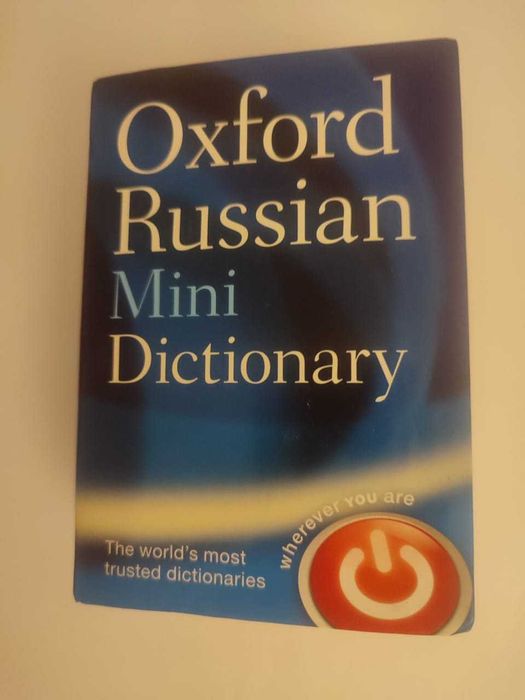 Oxford
Russian
Mini
Dictionary
wherever YOU are
The world's most
trusted dictionaries